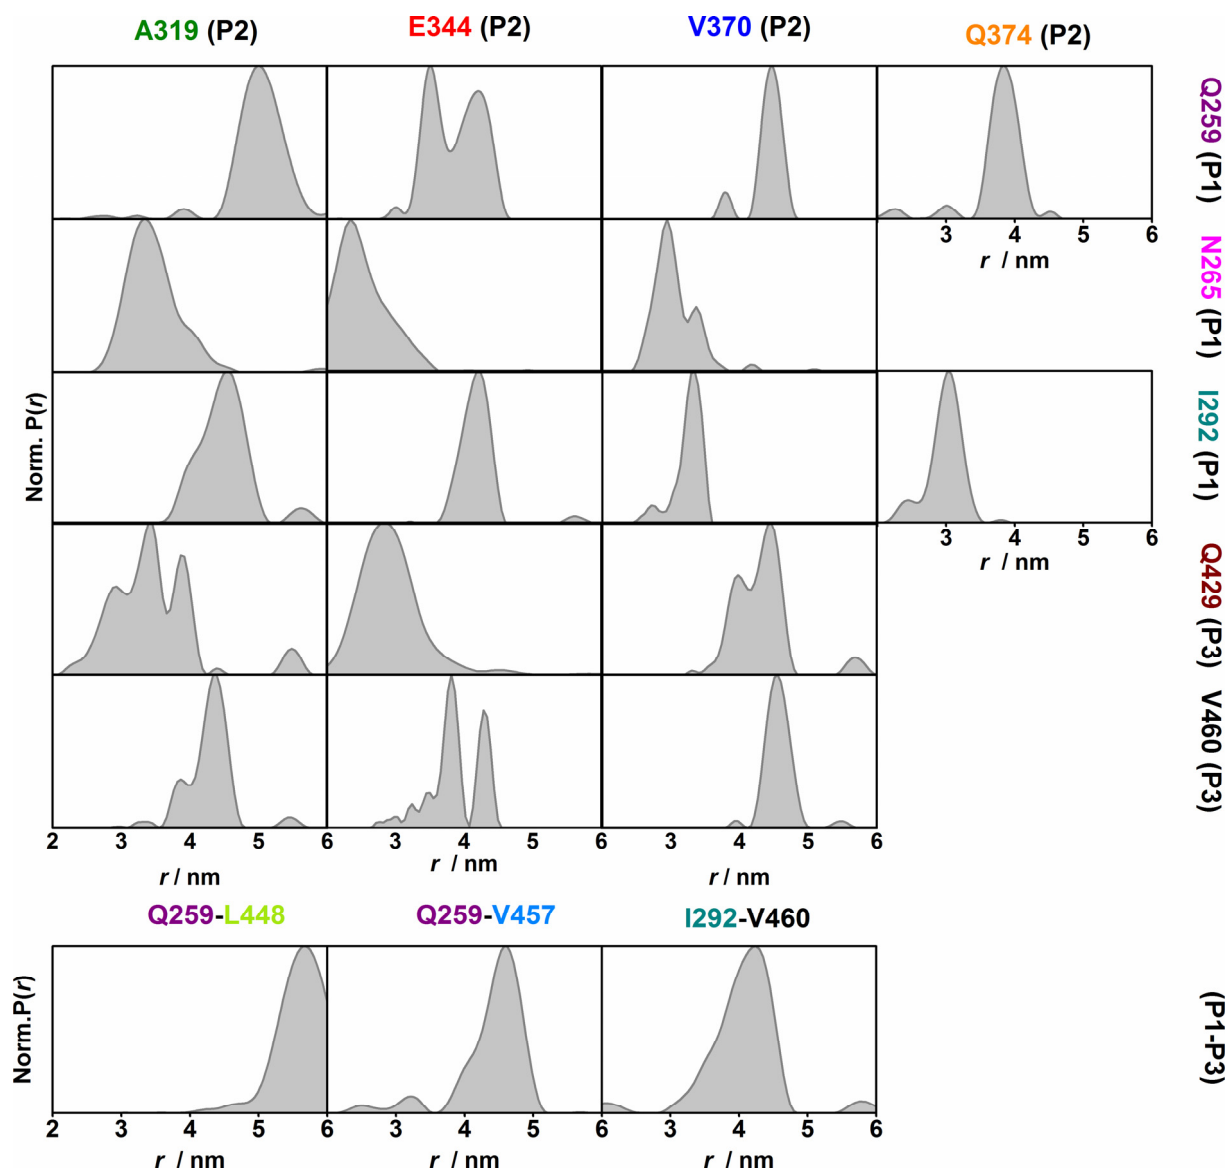 A319 (P2) E344 (P2) V370 (P2) Q374 (P2)
Q259 (P1)
3 4 5 6
r / nm
N265 (P1)
Norm. P(r)
I292 (P1)
3 4 5 6
r / nm
Q429 (P3)
V460 (P3)
2 3 4 5 6 3 4 5 6 3 4 5 6
r / nm r / nm r / nm
Q259-L448 Q259-V457 I292-V460
Norm.P(r)
(P1-P3)
2 3 4 5 6 3 4 5 6 3 4 5 6
r / nm r / nm r / nm